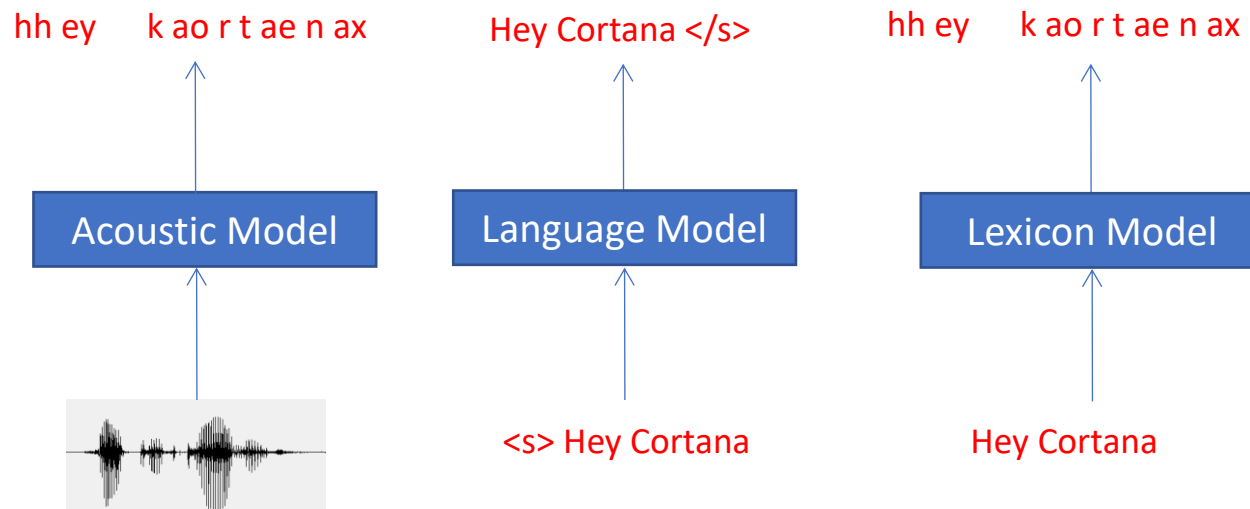 hh ey k ao r t ae n ax
Hey Cortana </s>
hh ey k ao r t ae n ax
Acoustic Model
Language Model
Lexicon Model
<s> Hey Cortana
Hey Cortana